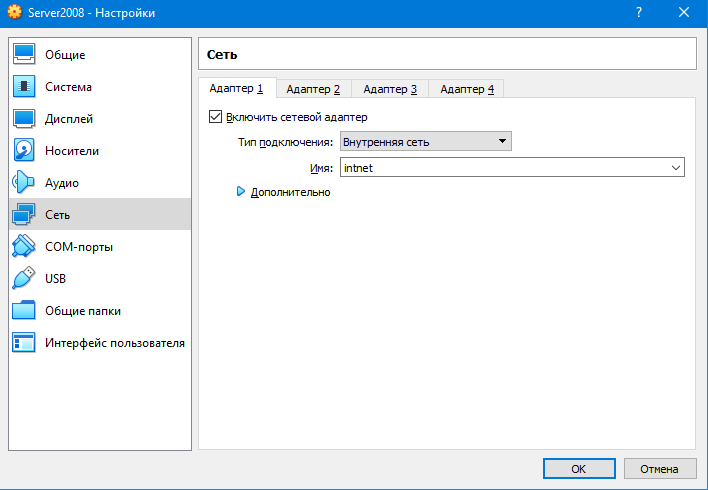 Server2008 - Настройки
?
Общие
Система
Дисплей
Носители
Аудио
Сеть
COM-порты
USB
Общие папки
Интерфейс пользователя
Сеть
Адаптер 1
Адаптер 2
Адаптер 3
Адаптер 4
Включить сетевой адаптер
Тип подключения: Внутренняя сеть
Имя: intnet
Дополнительно
OK
Отмена